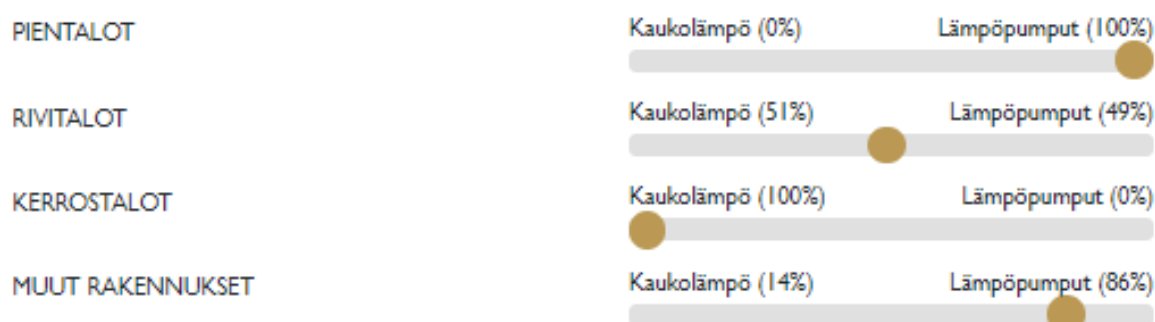 PIENTALOT Kaukolämpö (0%) Lämpöpumput (100%)
RIVITALOT Kaukolämpö (51%) Lämpöpumput (49%)
KERROSTALOT Kaukolämpö (100%) Lämpöpumput (0%)
MUUT RAKENNUKSET Kaukolämpö (14%) Lämpöpumput (86%)